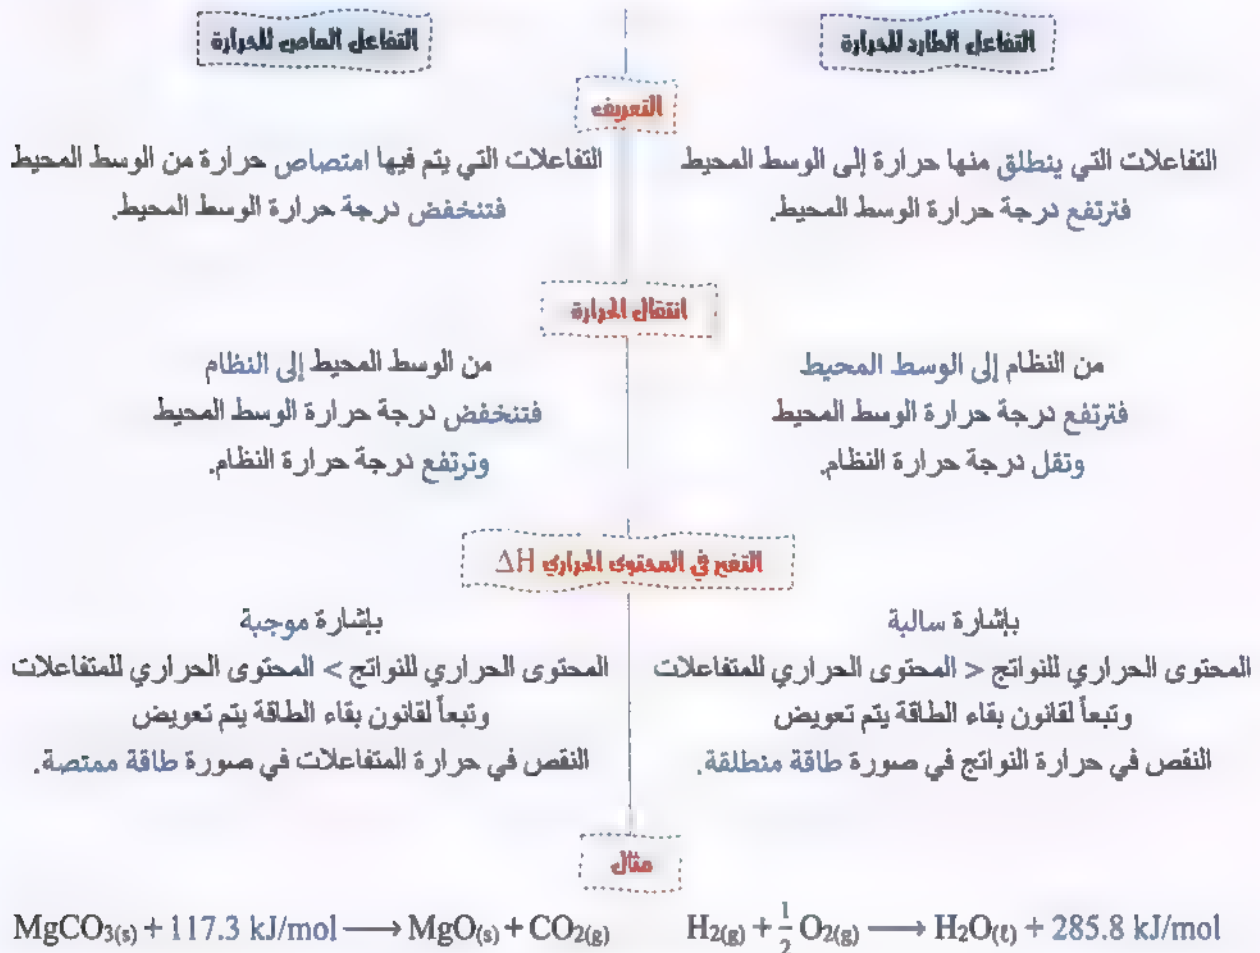 التفاعل الطارد للحرارة
التفاعل الماص للحرارة
التعريف
التفاعلات التي ينطلق منها حرارة إلى الوسط المحيط
فترتفع درجة حرارة الوسط المحيط.
التفاعلات التي يتم فيها امتصاص حرارة من الوسط المحيط
فتنخفض درجة حرارة الوسط المحيط.
انتقال الحرارة
من النظام إلى الوسط المحيط
فترتفع درجة حرارة الوسط المحيط
وتقل درجة حرارة النظام.
من الوسط المحيط إلى النظام
فتنخفض درجة حرارة الوسط المحيط
وترتفع درجة حرارة النظام.
التغير في المحتوى الحراري ΔH
بإشارة سالبة
المحتوى الحراري للنواتج < المحتوى الحراري للمتفاعلات
وتبعاً لقانون بقاء الطاقة يتم تعويض
النقص في حرارة النواتج في صورة طاقة منطلقة.
بإشارة موجبة
المحتوى الحراري للنواتج > المحتوى الحراري للمتفاعلات
وتبعاً لقانون بقاء الطاقة يتم تعويض
النقص في حرارة المتفاعلات في صورة طاقة ممتصة.
مثال
H₂(g) + ½ O₂(g) ⟶ H₂O(ℓ) + 285.8 kJ/mol
MgCO₃(s) + 117.3 kJ/mol ⟶ MgO(s) + CO₂(g)